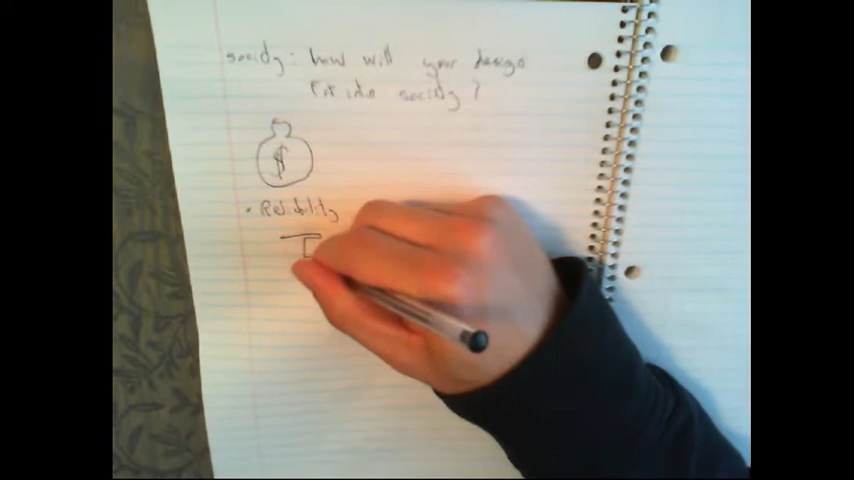 society: how will your design
fit into society?
$
• Reliability